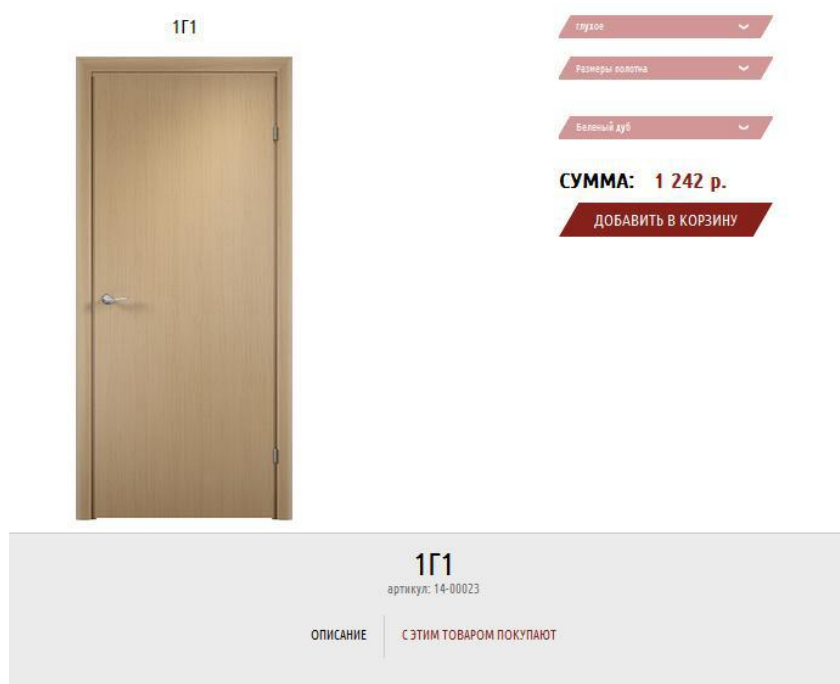 1Г1
глухое
Размеры полотна
Беленый дуб
СУММА: 1 242 р.
ДОБАВИТЬ В КОРЗИНУ
1Г1
артикул: 14-00023
ОПИСАНИЕ
С ЭТИМ ТОВАРОМ ПОКУПАЮТ